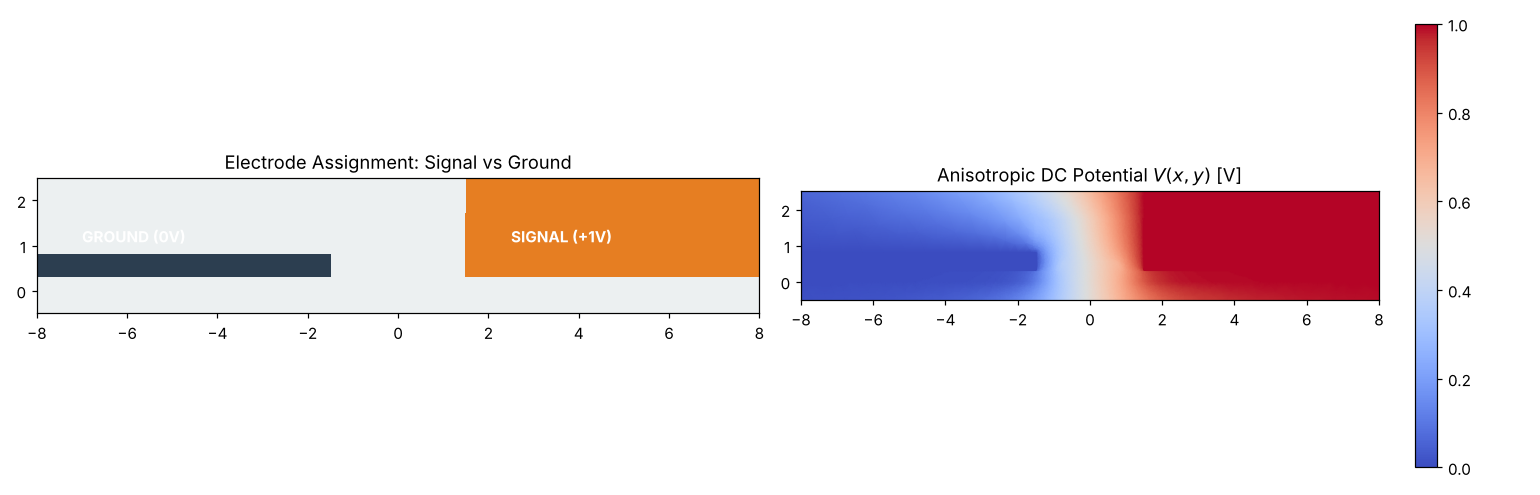 Electrode Assignment: Signal vs Ground
2
1
0
GROUND (0V)
SIGNAL (+1V)
−8 −6 −4 −2 0 2 4 6 8
Anisotropic DC Potential V(x, y) [V]
2
1
0
−8 −6 −4 −2 0 2 4 6 8
1.0
0.8
0.6
0.4
0.2
0.0